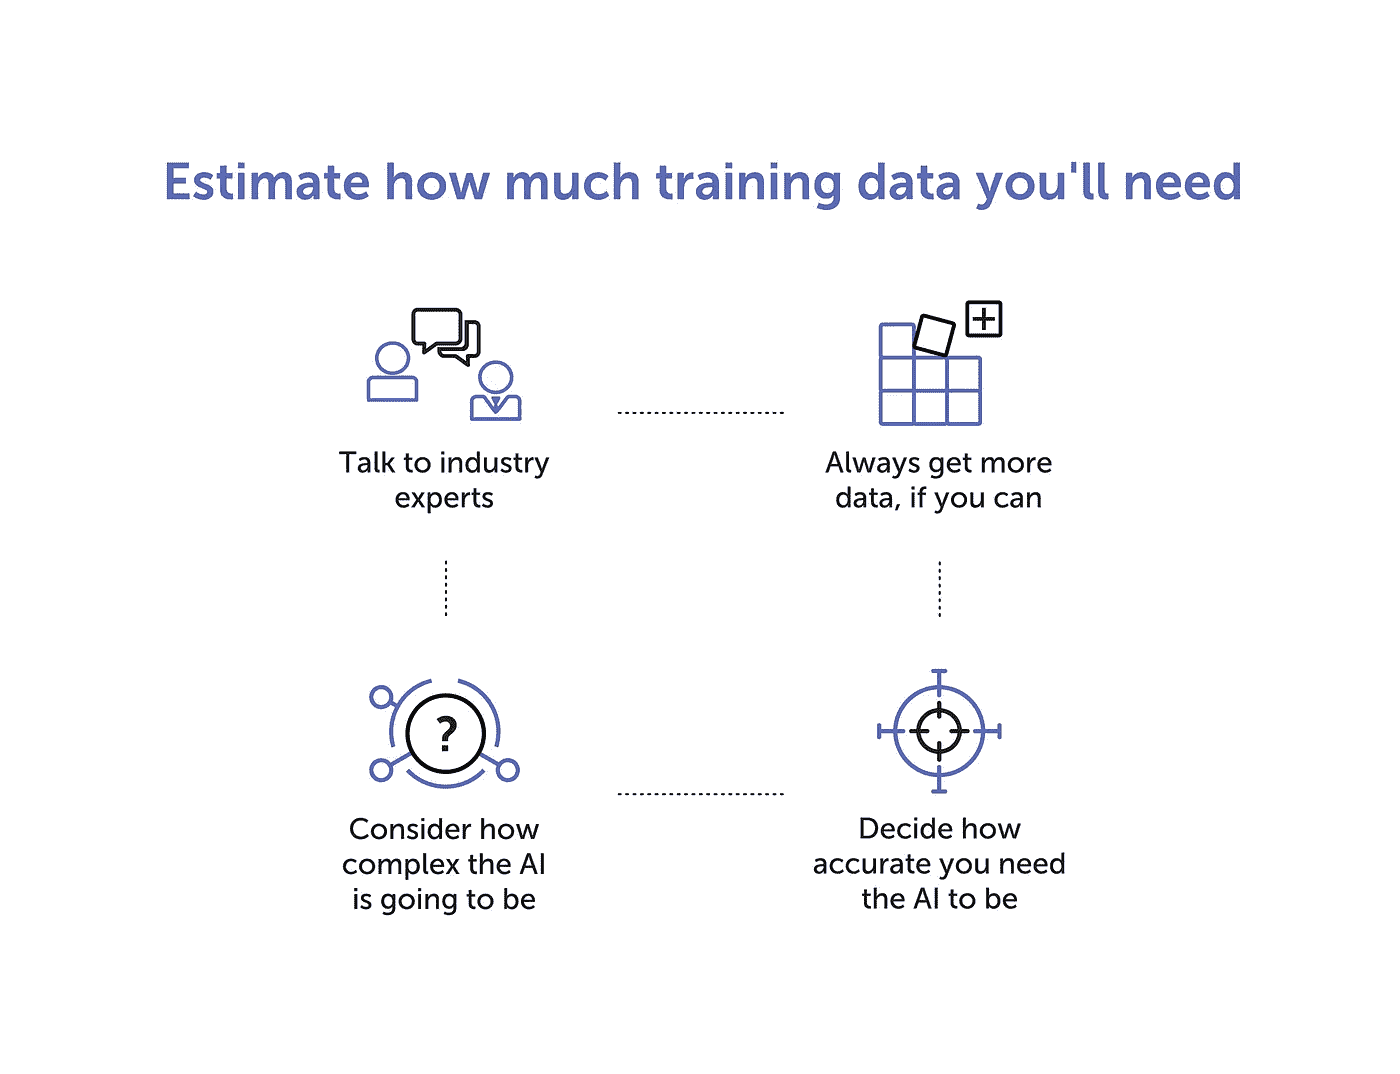 Estimate how much training data you'll need
Talk to industry
experts
Always get more
data, if you can
?
Consider how
complex the AI
is going to be
Decide how
accurate you need
the AI to be